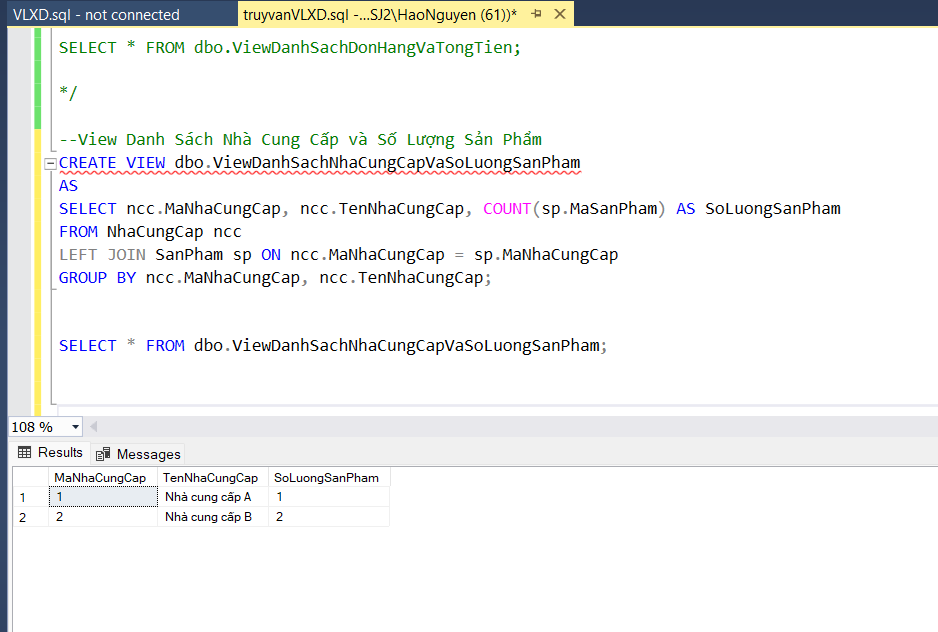 VLXD.sql - not connected
truyvanVLXD.sql -...SJ2\HaoNguyen (61))*
SELECT * FROM dbo.ViewDanhSachDonHangVaTongTien;
*/
--View Danh Sách Nhà Cung Cấp và Số Lượng Sản Phẩm
CREATE VIEW dbo.ViewDanhSachNhaCungCapVaSoLuongSanPham
AS
SELECT ncc.MaNhaCungCap, ncc.TenNhaCungCap, COUNT(sp.MaSanPham) AS SoLuongSanPham
FROM NhaCungCap ncc
LEFT JOIN SanPham sp ON ncc.MaNhaCungCap = sp.MaNhaCungCap
GROUP BY ncc.MaNhaCungCap, ncc.TenNhaCungCap;
SELECT * FROM dbo.ViewDanhSachNhaCungCapVaSoLuongSanPham;
108 %
Results Messages
MaNhaCungCap TenNhaCungCap SoLuongSanPham
1 1 Nhà cung cấp A 1
2 2 Nhà cung cấp B 2